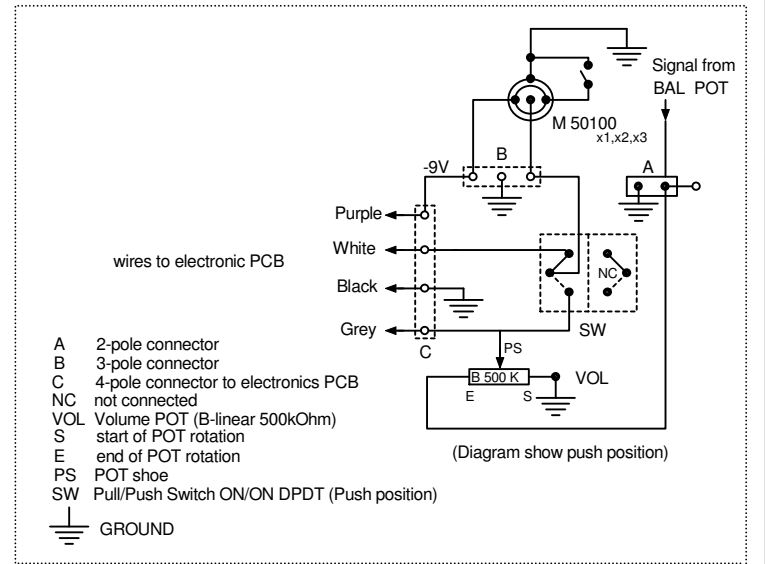 Signal from
BAL POT
M 50100
x1,x2,x3
B
A
-9V
Purple
White
wires to electronic PCB
NC
Black
Grey
SW
C
PS
B 500 K
VOL
E
S
(Diagram show push position)
A 2-pole connector
B 3-pole connector
C 4-pole connector to electronics PCB
NC not connected
VOL Volume POT (B-linear 500kOhm)
S start of POT rotation
E end of POT rotation
PS POT shoe
SW Pull/Push Switch ON/ON DPDT (Push position)
GROUND